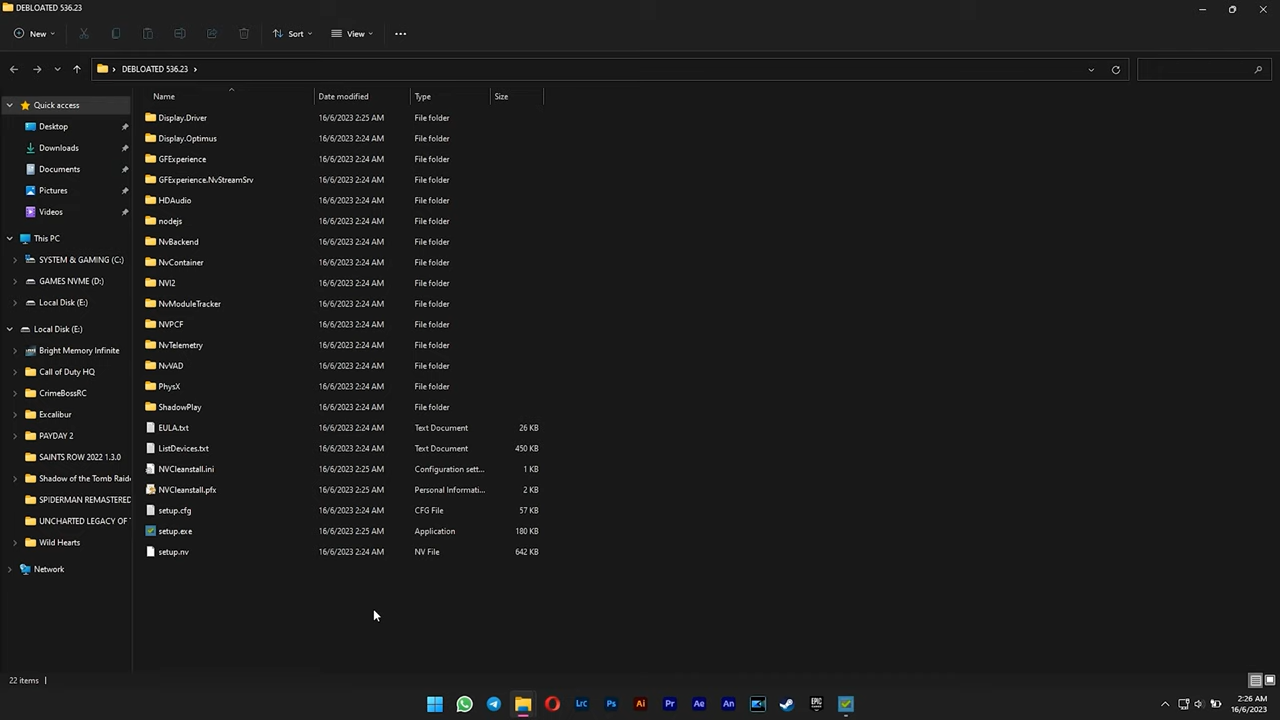 DEBLOATED 536.23
New
Sort
View
DEBLOATED 536.23
Quick access
Desktop
Downloads
Documents
Pictures
Videos
This PC
SYSTEM & GAMING (C:)
GAMES NVME (D:)
Local Disk (E:)
Local Disk (E:)
Bright Memory Infinite
Call of Duty HQ
CrimeBossRC
Excalibur
PAYDAY 2
SAINTS ROW 2022 1.3.0
Shadow of the Tomb Raide
SPIDERMAN REMASTERED
UNCHARTED LEGACY OF T
Wild Hearts
Network
Name Date modified Type Size
Display.Driver 16/6/2023 2:25 AM File folder
Display.Optimus 16/6/2023 2:24 AM File folder
GFExperience 16/6/2023 2:24 AM File folder
GFExperience.NvStreamSrv 16/6/2023 2:24 AM File folder
HDAudio 16/6/2023 2:24 AM File folder
nodejs 16/6/2023 2:24 AM File folder
NvBackend 16/6/2023 2:24 AM File folder
NvContainer 16/6/2023 2:24 AM File folder
NVI2 16/6/2023 2:24 AM File folder
NvModuleTracker 16/6/2023 2:24 AM File folder
NVPCF 16/6/2023 2:24 AM File folder
NvTelemetry 16/6/2023 2:24 AM File folder
NvVAD 16/6/2023 2:24 AM File folder
PhysX 16/6/2023 2:24 AM File folder
ShadowPlay 16/6/2023 2:24 AM File folder
EULA.txt 16/6/2023 2:24 AM Text Document 26 KB
ListDevices.txt 16/6/2023 2:24 AM Text Document 450 KB
NVCleanstall.ini 16/6/2023 2:25 AM Configuration sett... 1 KB
NVCleanstall.pfx 16/6/2023 2:25 AM Personal Informati... 2 KB
setup.cfg 16/6/2023 2:24 AM CFG File 57 KB
setup.exe 16/6/2023 2:25 AM Application 180 KB
setup.nv 16/6/2023 2:24 AM NV File 642 KB
22 items
Lrc Ps Ai Pr Ae An EPIC
2:26 AM
16/6/2023